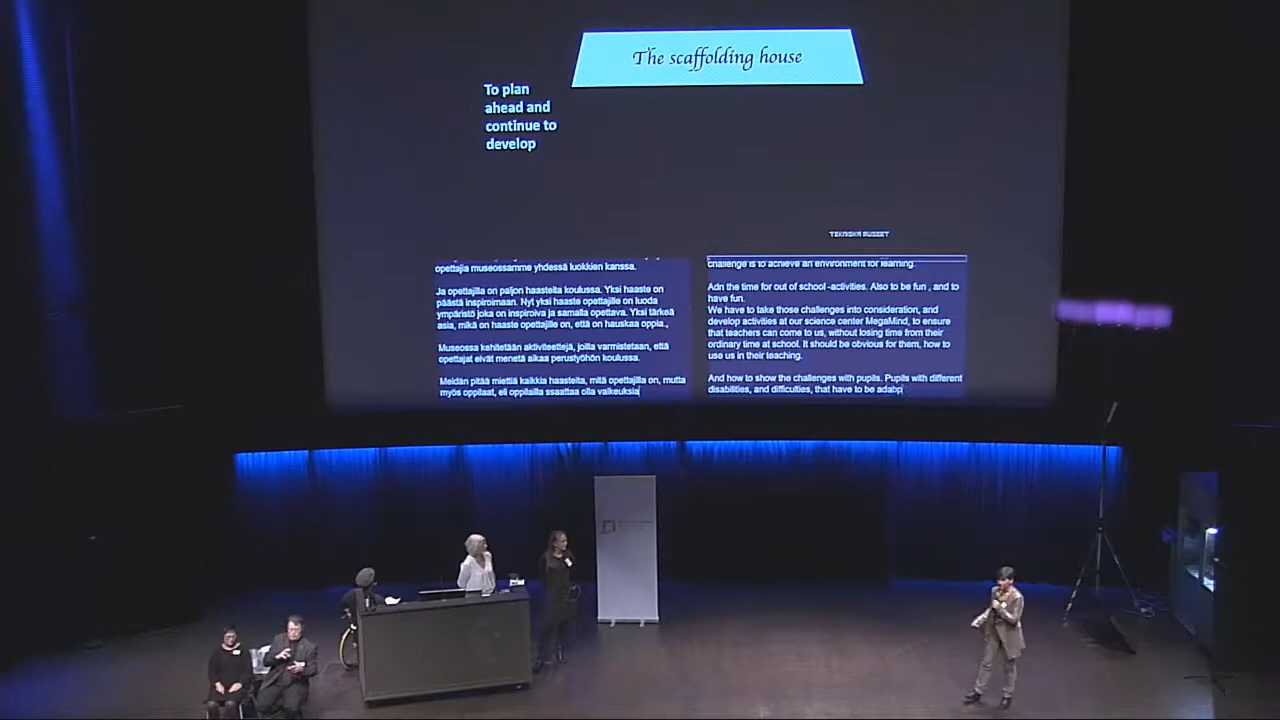 The scaffolding house
To plan
ahead and
continue to
develop
TEKNISKA MUSEET
opettajia museossamme yhdessä luokkien kanssa.
Ja opettajilla on paljon haasteita koulussa. Yksi haaste on
päästä inspiroimaan. Nyt yksi haaste opettajille on luoda
ympäristö joka on inspiroiva ja samalla opettava. Yksi tärkeä
asia, mikä on haaste opettajille on, että on hauskaa oppia.,
Museossa kehitetään aktiviteettejä, joilla varmistetaan, että
opettajat eivät menetä aikaa perustyöhön koulussa.
Meidän pitää miettiä kaikkia haasteita, mitä opettajilla on, mutta
myös oppilaat, eli oppilailla ssaattaa olla vaikeuksia
challenge is to achieve an environment for learning.
Adn the time for out of school -activities. Also to be fun , and to
have fun.
We have to take those challenges into consideration, and
develop activities at our science center MegaMind, to ensure
that teachers can come to us, without losing time from their
ordinary time at school. It should be obvious for them, how to
use us in their teaching.
And how to show the challenges with pupils. Pupils with different
disabilities, and difficulties, that have to be adabp